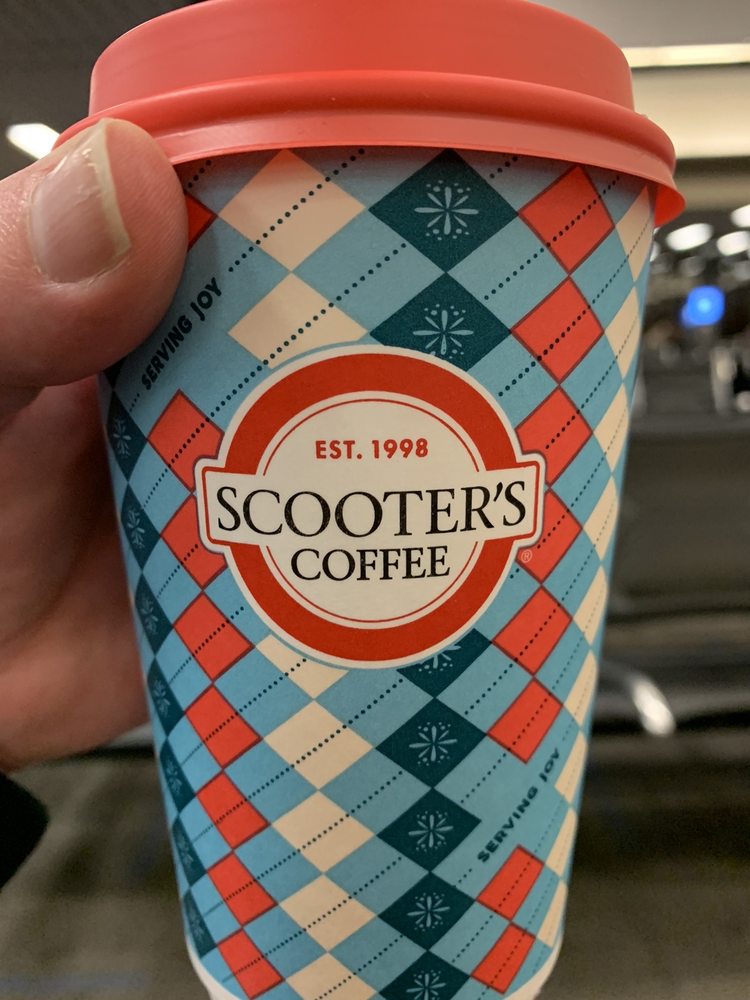 SERVING JOY
EST. 1998
SCOOTER'S
COFFEE
®
SERVING JOY